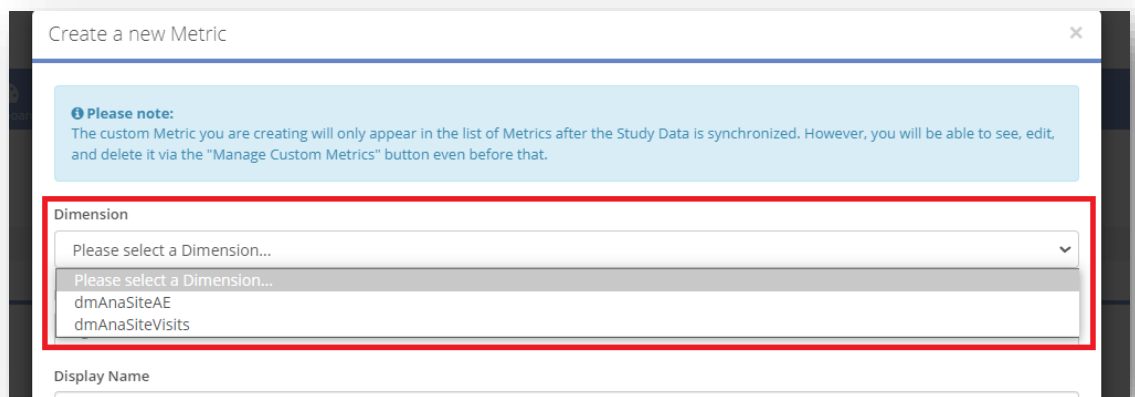 Create a new Metric
×
Please note:
The custom Metric you are creating will only appear in the list of Metrics after the Study Data is synchronized. However, you will be able to see, edit,
and delete it via the "Manage Custom Metrics" button even before that.
Dimension
Please select a Dimension...
Please select a Dimension...
dmAnaSiteAE
dmAnaSiteVisits
Display Name